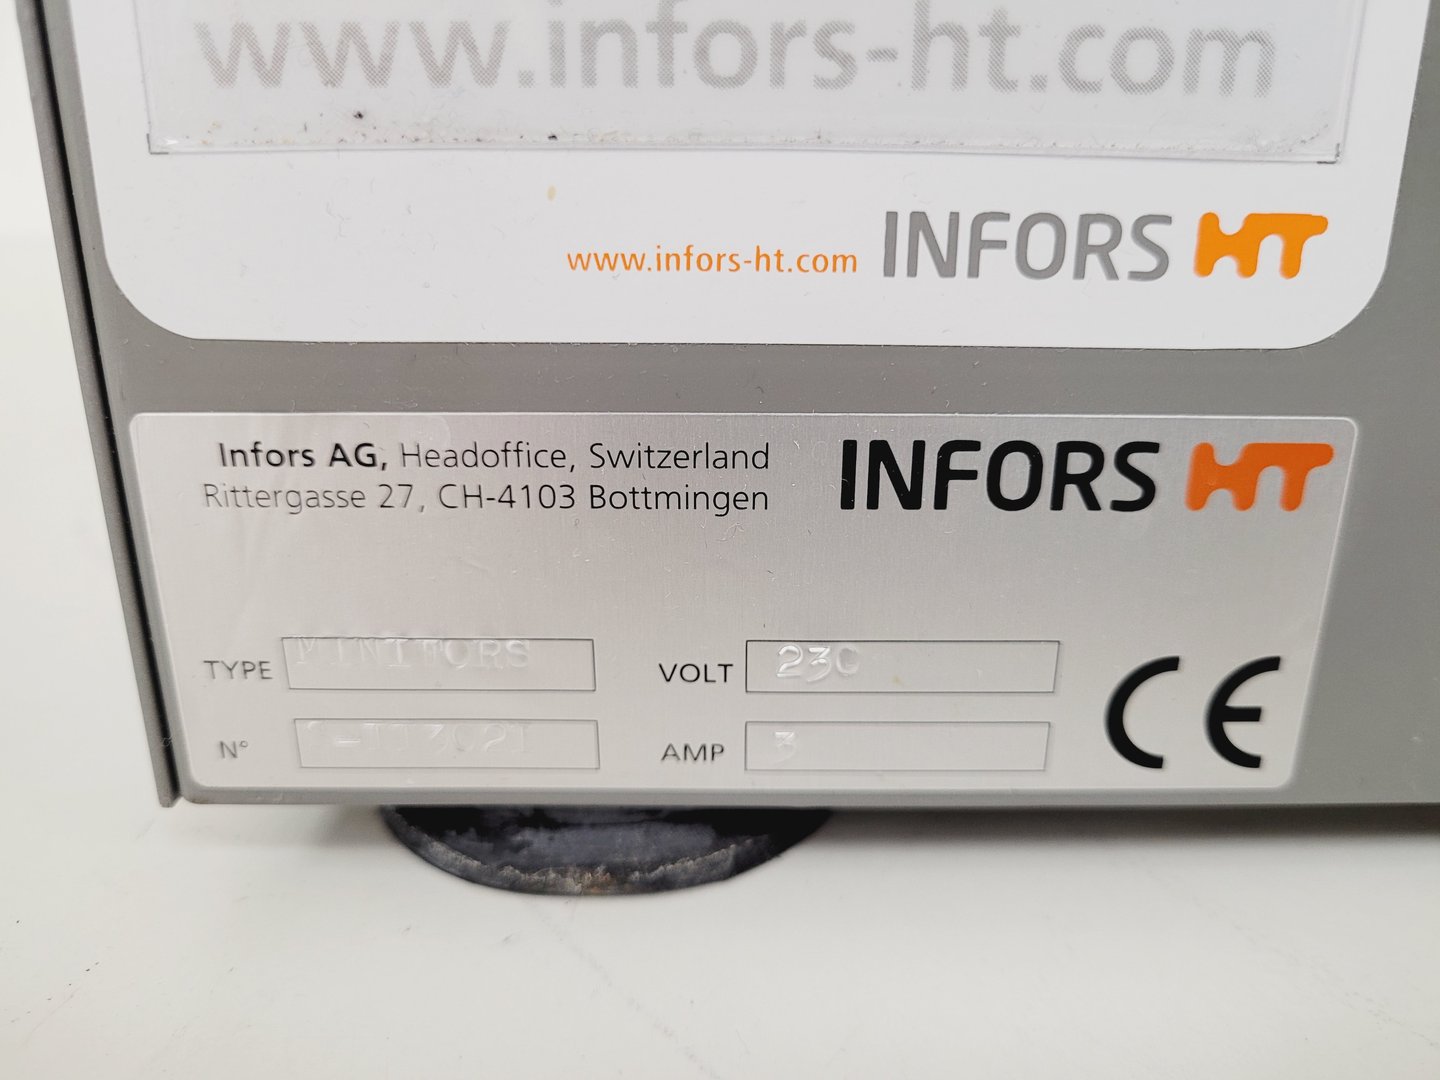 www.infors-ht.com
www.infors-ht.com INFORS HT
Infors AG, Headoffice, Switzerland
Rittergasse 27, CH-4103 Bottmingen
INFORS HT
TYPE MINIFORS
VOLT 230
CE
N°
AMP 3